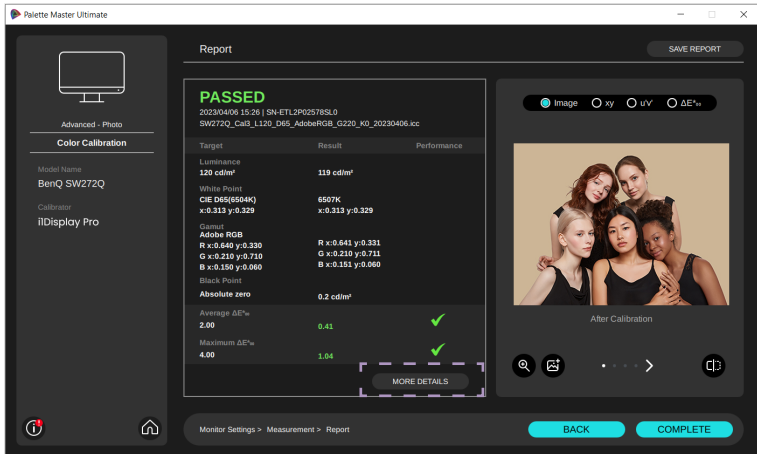 Palette Master Ultimate
Report
SAVE REPORT
Advanced - Photo
Color Calibration
Model Name
BenQ SW272Q
Calibrator
i1Display Pro
PASSED
2023/04/06 15:26 | SN-ETL2P02578SL0
SW272Q_Cal3_L120_D65_AdobeRGB_G220_K0_20230406.icc
Target Result Performance
Luminance
120 cd/m² 119 cd/m²
White Point
CIE D65(6504K) 6507K
x:0.313 y:0.329 x:0.313 y:0.329
Gamut
Adobe RGB
R x:0.640 y:0.330 R x:0.641 y:0.331
G x:0.210 y:0.710 G x:0.210 y:0.711
B x:0.150 y:0.060 B x:0.151 y:0.060
Black Point
Absolute zero 0.2 cd/m²
Average ΔE*₀₀
2.00 0.41
Maximum ΔE*₀₀
4.00 1.04
MORE DETAILS
Image xy u'v' ΔE*₀₀
After Calibration
Monitor Settings > Measurement > Report
BACK
COMPLETE